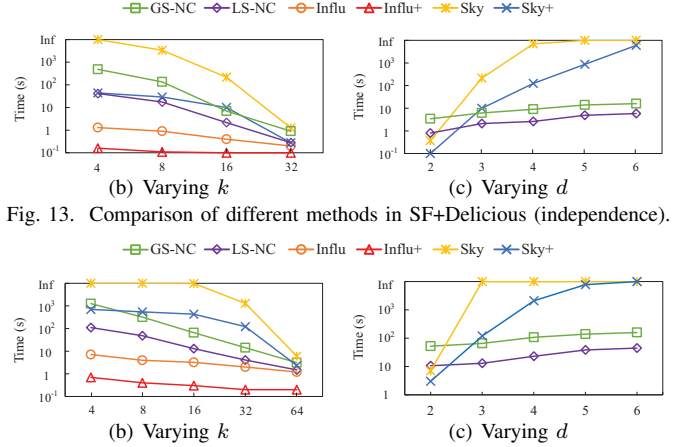 GS-NC LS-NC Influ Influ+ Sky Sky+
Inf Inf
10³ 10³
10² 10²
10 10
1 1
10⁻¹ 10⁻¹
Time (s) Time (s)
4 8 16 32 2 3 4 5 6
(b) Varying k (c) Varying d
Fig. 13. Comparison of different methods in SF+Delicious (independence).
GS-NC LS-NC Influ Influ+ Sky Sky+
Inf Inf
10³ 10³
10² 10²
10 10
1 1
10⁻¹
Time (s) Time (s)
4 8 16 32 64 2 3 4 5 6
(b) Varying k (c) Varying d